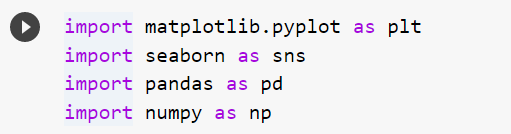 import matplotlib.pyplot as plt
import seaborn as sns
import pandas as pd
import numpy as np